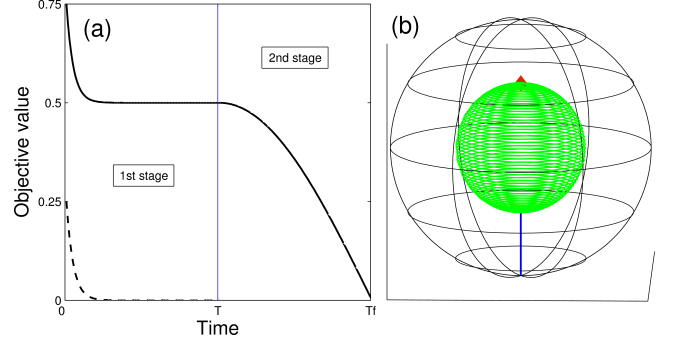 0.75
(a)
2nd stage
0.5
Objective value
1st stage
0.25
0
0
T
Tf
Time
(b)